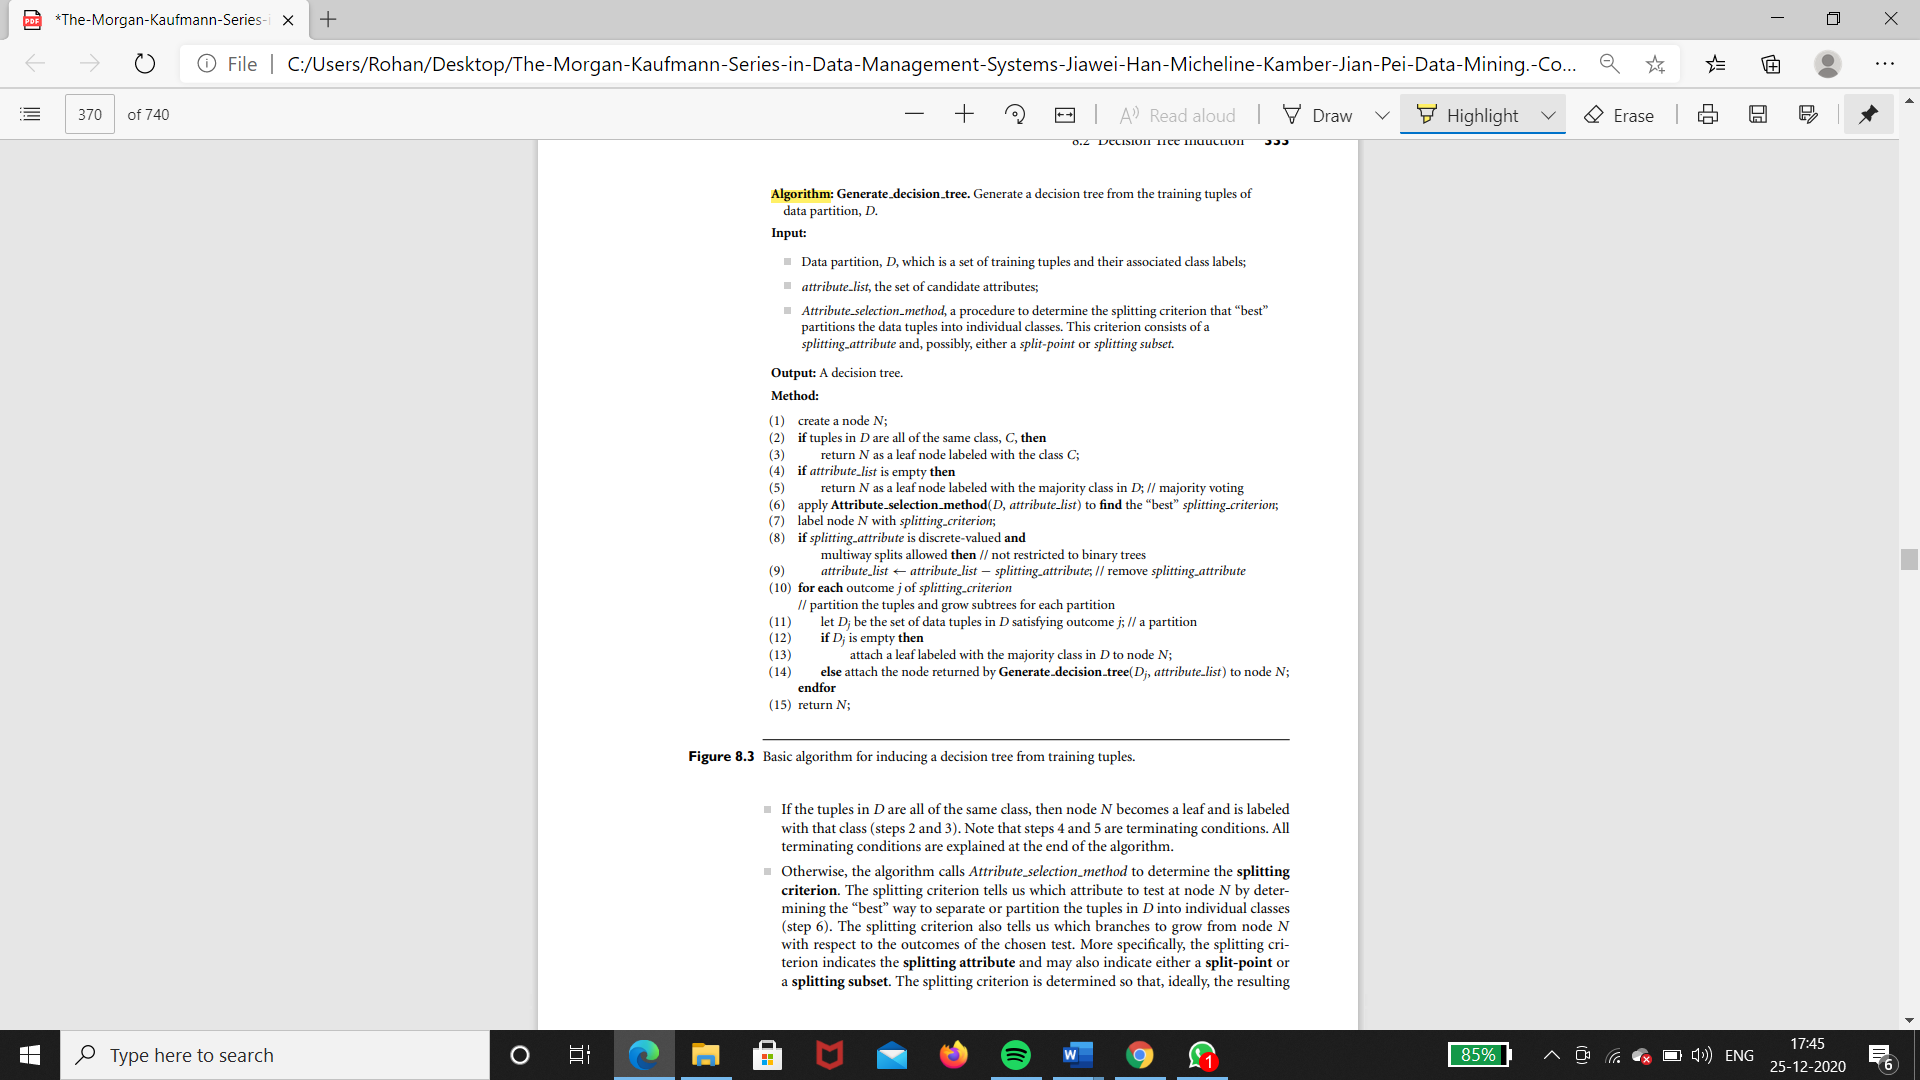 *The-Morgan-Kaufmann-Series-i
File
C:/Users/Rohan/Desktop/The-Morgan-Kaufmann-Series-in-Data-Management-Systems-Jiawei-Han-Micheline-Kamber-Jian-Pei-Data-Mining.-Co...
370 of 740
Read aloud
Draw
Highlight
Erase
8.2 Decision Tree Induction 333
Algorithm: Generate_decision_tree. Generate a decision tree from the training tuples of
data partition, D.
Input:
Data partition, D, which is a set of training tuples and their associated class labels;
attribute_list, the set of candidate attributes;
Attribute_selection_method, a procedure to determine the splitting criterion that “best”
partitions the data tuples into individual classes. This criterion consists of a
splitting_attribute and, possibly, either a split-point or splitting subset.
Output: A decision tree.
Method:
(1) create a node N;
(2) if tuples in D are all of the same class, C, then
(3) return N as a leaf node labeled with the class C;
(4) if attribute_list is empty then
(5) return N as a leaf node labeled with the majority class in D; // majority voting
(6) apply Attribute_selection_method(D, attribute_list) to find the “best” splitting_criterion;
(7) label node N with splitting_criterion;
(8) if splitting_attribute is discrete-valued and
multiway splits allowed then // not restricted to binary trees
(9) attribute_list ← attribute_list − splitting_attribute; // remove splitting_attribute
(10) for each outcome j of splitting_criterion
// partition the tuples and grow subtrees for each partition
(11) let Dj be the set of data tuples in D satisfying outcome j; // a partition
(12) if Dj is empty then
(13) attach a leaf labeled with the majority class in D to node N;
(14) else attach the node returned by Generate_decision_tree(Dj, attribute_list) to node N;
endfor
(15) return N;
Figure 8.3 Basic algorithm for inducing a decision tree from training tuples.
If the tuples in D are all of the same class, then node N becomes a leaf and is labeled
with that class (steps 2 and 3). Note that steps 4 and 5 are terminating conditions. All
terminating conditions are explained at the end of the algorithm.
Otherwise, the algorithm calls Attribute_selection_method to determine the splitting
criterion. The splitting criterion tells us which attribute to test at node N by deter-
mining the “best” way to separate or partition the tuples in D into individual classes
(step 6). The splitting criterion also tells us which branches to grow from node N
with respect to the outcomes of the chosen test. More specifically, the splitting cri-
terion indicates the splitting attribute and may also indicate either a split-point or
a splitting subset. The splitting criterion is determined so that, ideally, the resulting
Type here to search
85%
ENG
17:45
25-12-2020
6
1